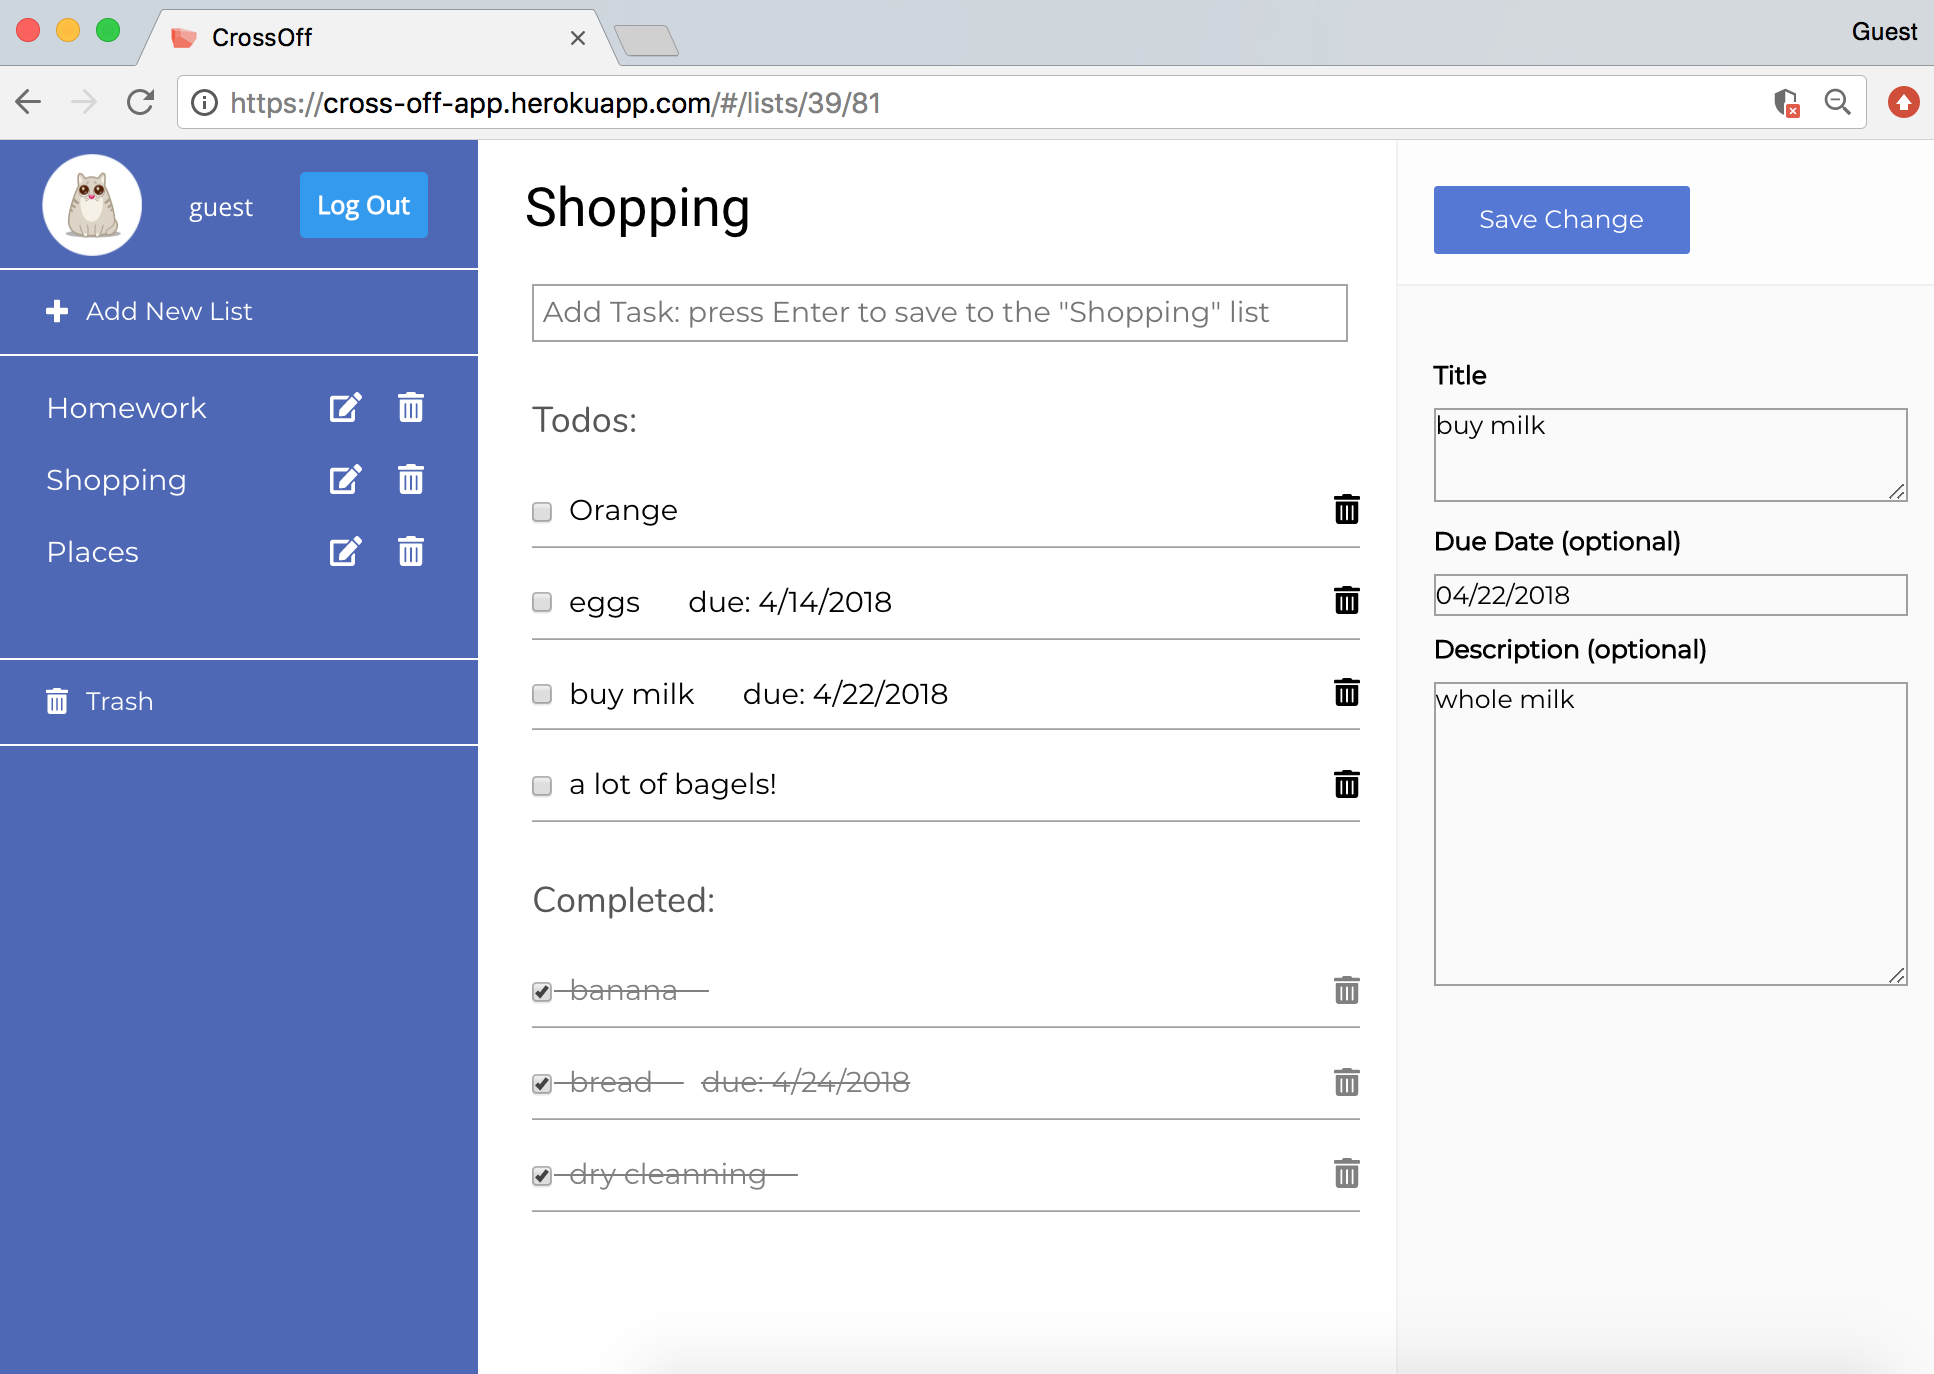 CrossOff
Guest
https://cross-off-app.herokuapp.com/#/lists/39/81
guest
Log Out
Add New List
Homework
Shopping
Places
Trash
Shopping
Add Task: press Enter to save to the "Shopping" list
Todos:
Orange
eggs due: 4/14/2018
buy milk due: 4/22/2018
a lot of bagels!
Completed:
banana
bread due: 4/24/2018
dry cleanning
Save Change
Title
buy milk
Due Date (optional)
04/22/2018
Description (optional)
whole milk